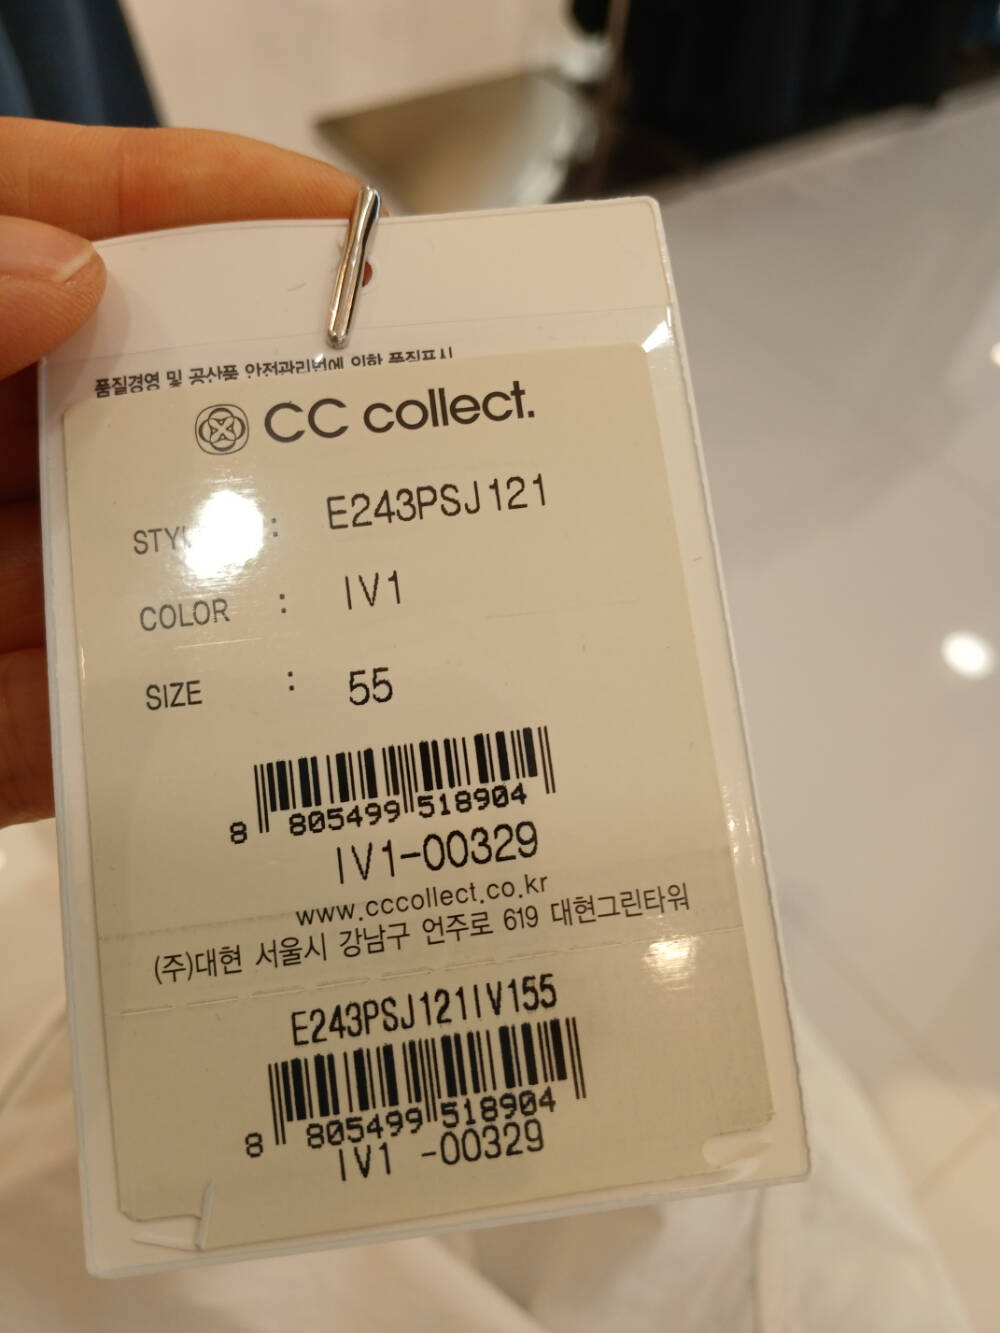 품질경영 및 공산품 안전관리법에 의한 품질표시
CC collect.
STYLE : E243PSJ121
COLOR : IV1
SIZE : 55
8 805499 518904
IV1-00329
www.cccollect.co.kr
(주)대현 서울시 강남구 언주로 619 대현그린타워
E243PSJ121IV155
8 805499 518904
IV1 -00329